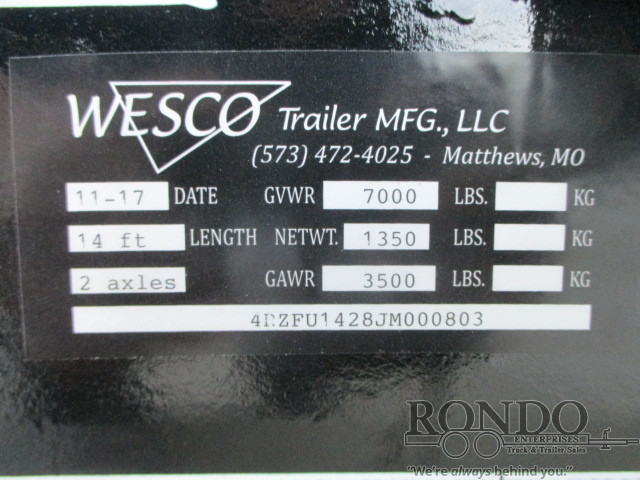 WESCO Trailer MFG., LLC
(573) 472-4025 - Matthews, MO
11-17 DATE GVWR 7000 LBS. KG
14 ft LENGTH NETWT. 1350 LBS. KG
2 axles GAWR 3500 LBS. KG
4RZFU1428JM000803
RONDO
ENTERPRISES
Truck & Trailer Sales
"We're always behind you."